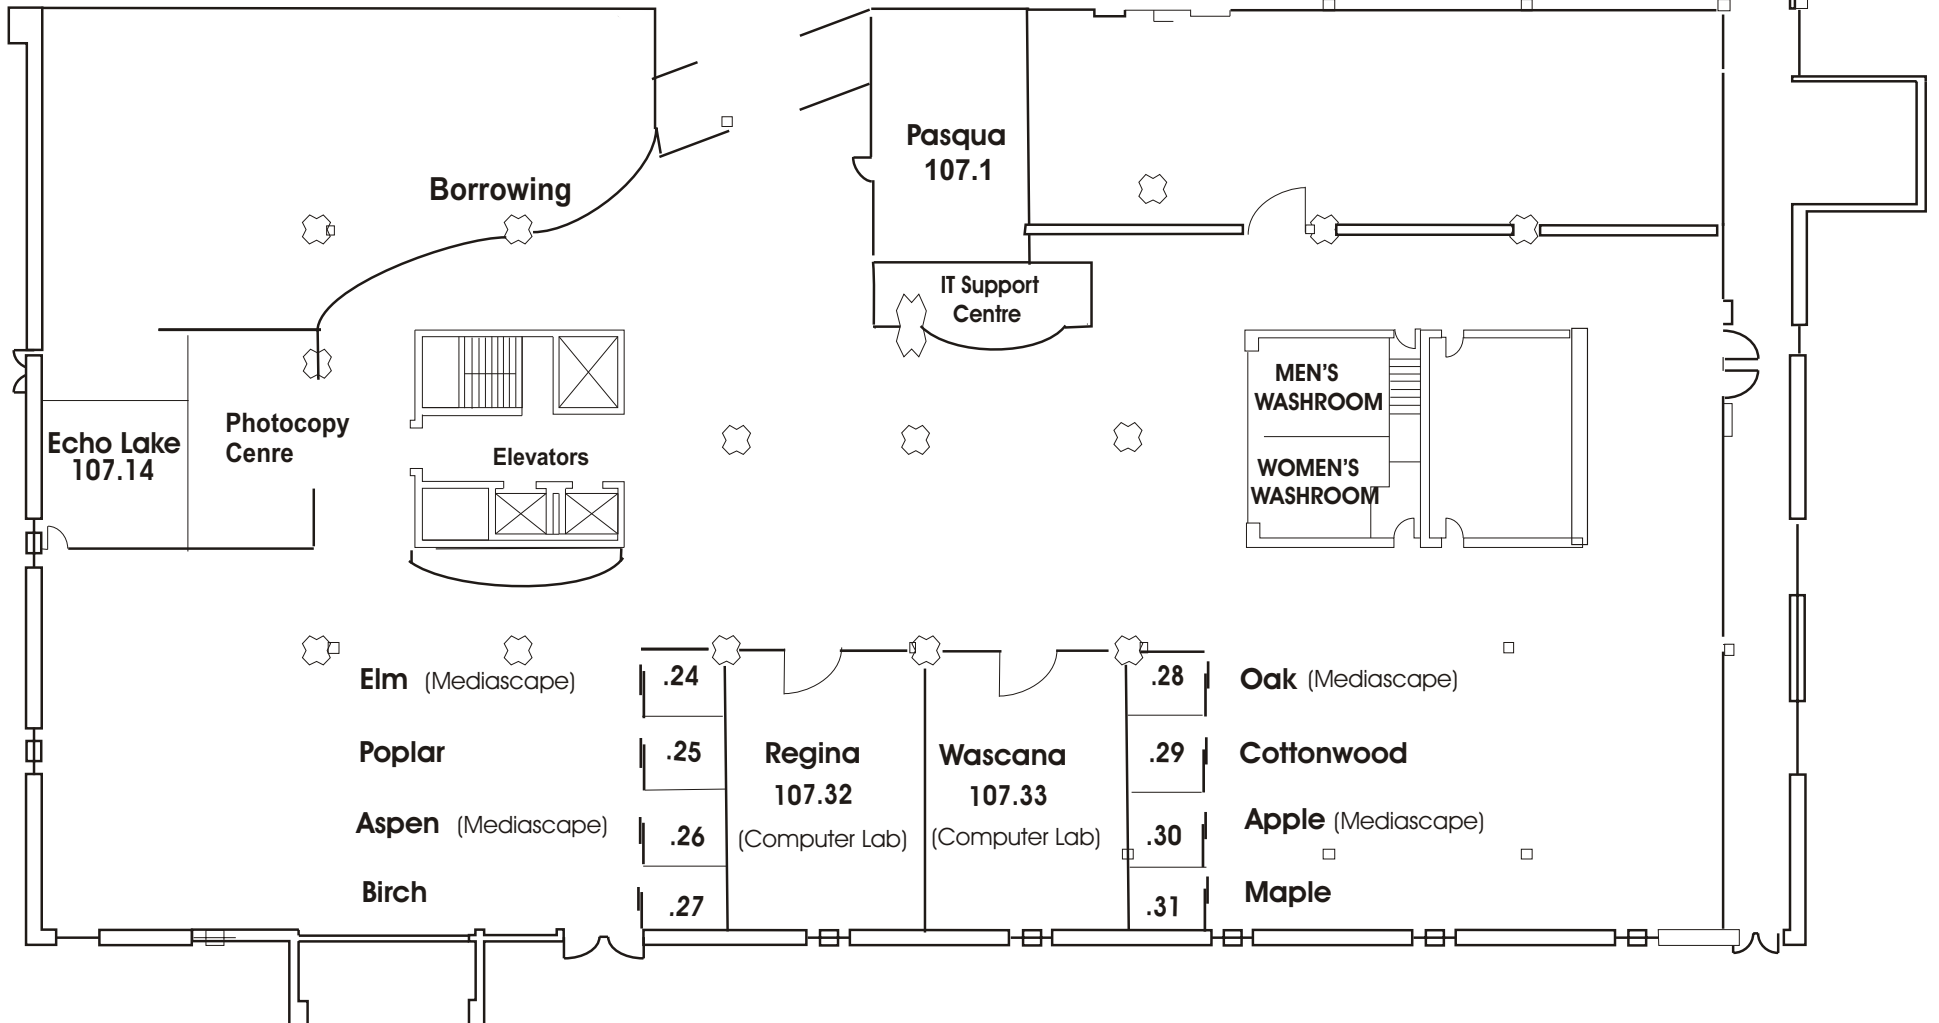 Pasqua
107.1
Borrowing
IT Support
Centre
MEN'S
WASHROOM
Photocopy
Cenre
Echo Lake
107.14
Elevators
WOMEN'S
WASHROOM
Elm (Mediascape)
.24
.28
Oak (Mediascape)
Poplar
.25
Regina
107.32
(Computer Lab)
Wascana
107.33
(Computer Lab)
.29
Cottonwood
Aspen (Mediascape)
.26
.30
Apple (Mediascape)
Birch
.27
.31
Maple